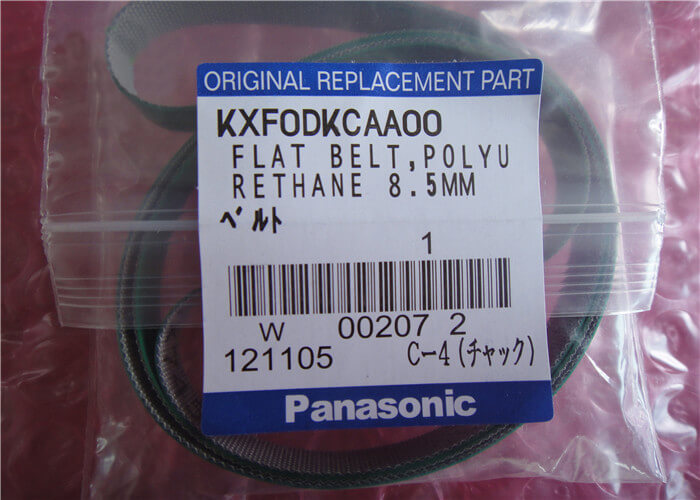 ORIGINAL REPLACEMENT PART
KXF0DKCAA00
FLAT BELT,POLYU
RETHANE 8.5MM
ベルト
1
W 00207 2
121105 C-4(チャック)
Panasonic